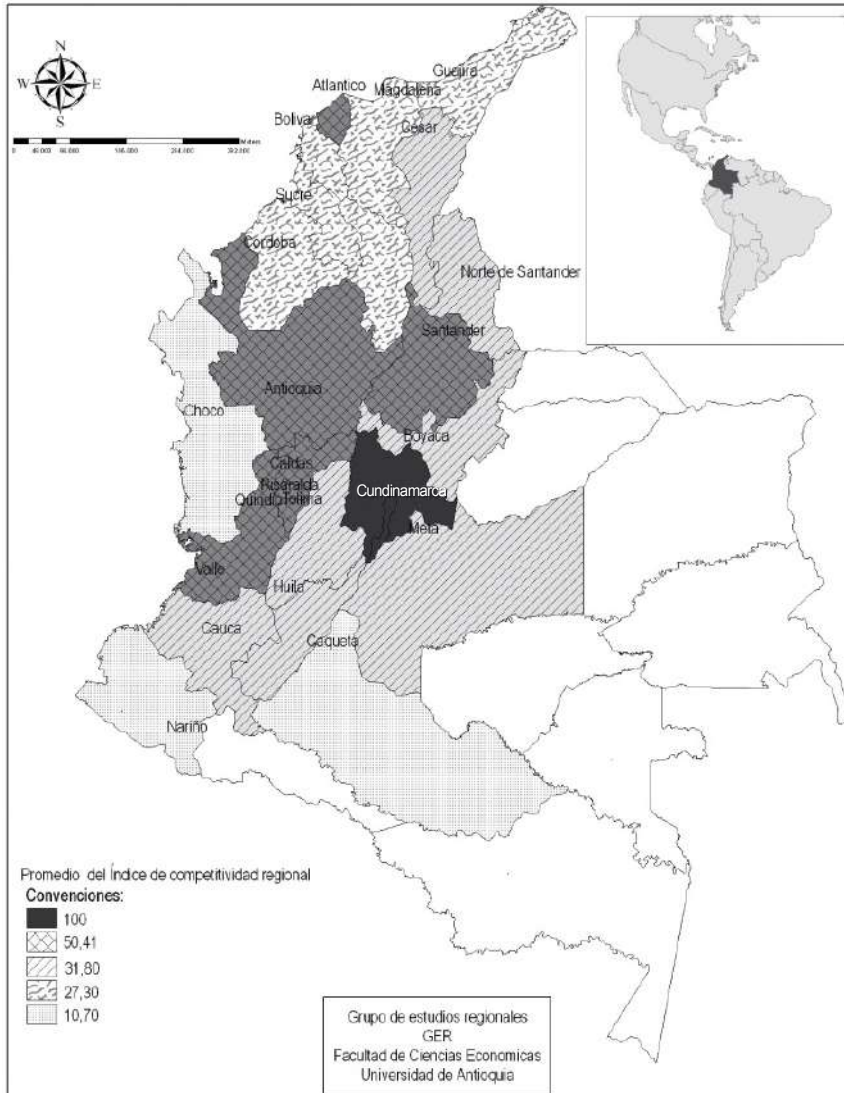 N
W E
S
Atlantico
Guajira
Magdalena
Bolivar
Cesar
Sucre
Cordoba
Norte de Santander
Santander
Antioquia
Choco
Boyaca
Caldas
Risaralda
Cundinamarca
Quindio
Tolima
Meta
Valle
Huila
Cauca
Caqueta
Nariño
Promedio del Índice de competitividad regional
Convenciones:
100
50,41
31,80
27,30
10,70
Grupo de estudios regionales
GER
Facultad de Ciencias Economicas
Universidad de Antioquia